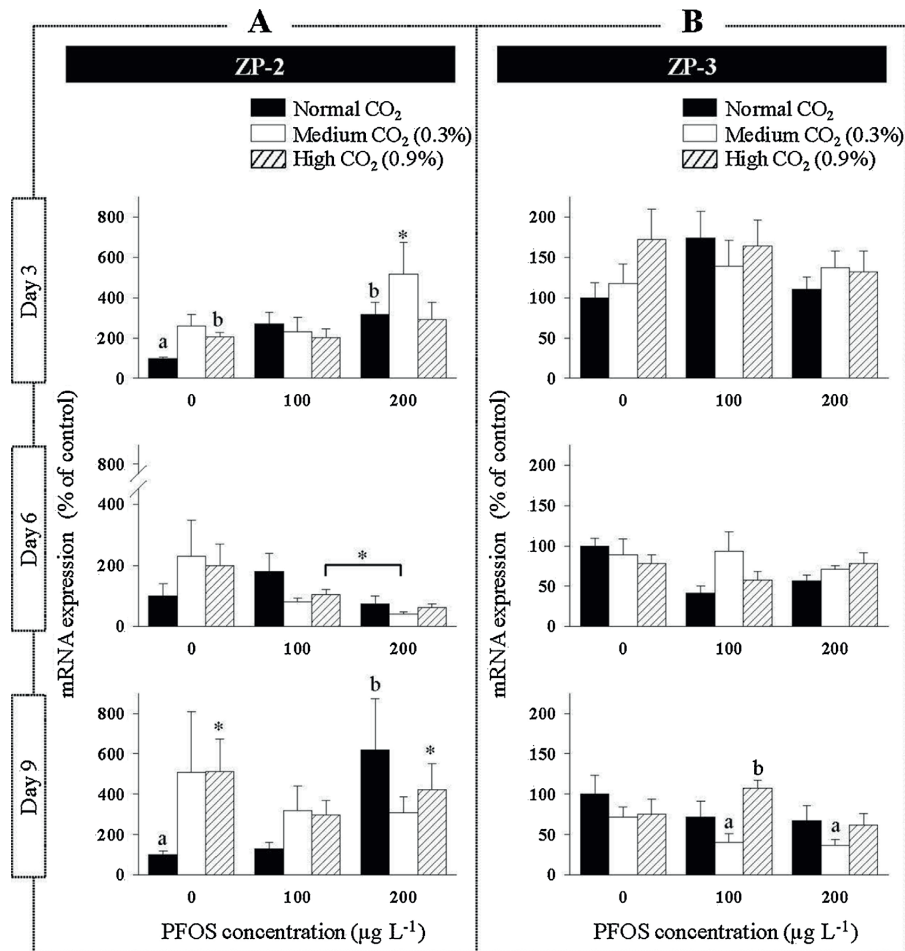 A
B
ZP-2
ZP-3
Normal CO₂
Medium CO₂ (0.3%)
High CO₂ (0.9%)
Normal CO₂
Medium CO₂ (0.3%)
High CO₂ (0.9%)
Day 3
Day 6
Day 9
mRNA expression (% of control)
800
600
400
200
0
a
b
b
*
0 100 200
800
400
200
0
*
0 100 200
800
600
400
200
0
a
*
b
*
0 100 200
PFOS concentration (µg L⁻¹)
mRNA expression (% of control)
200
150
100
50
0
0 100 200
200
150
100
50
0
0 100 200
200
150
100
50
0
a
b
a
0 100 200
PFOS concentration (µg L⁻¹)